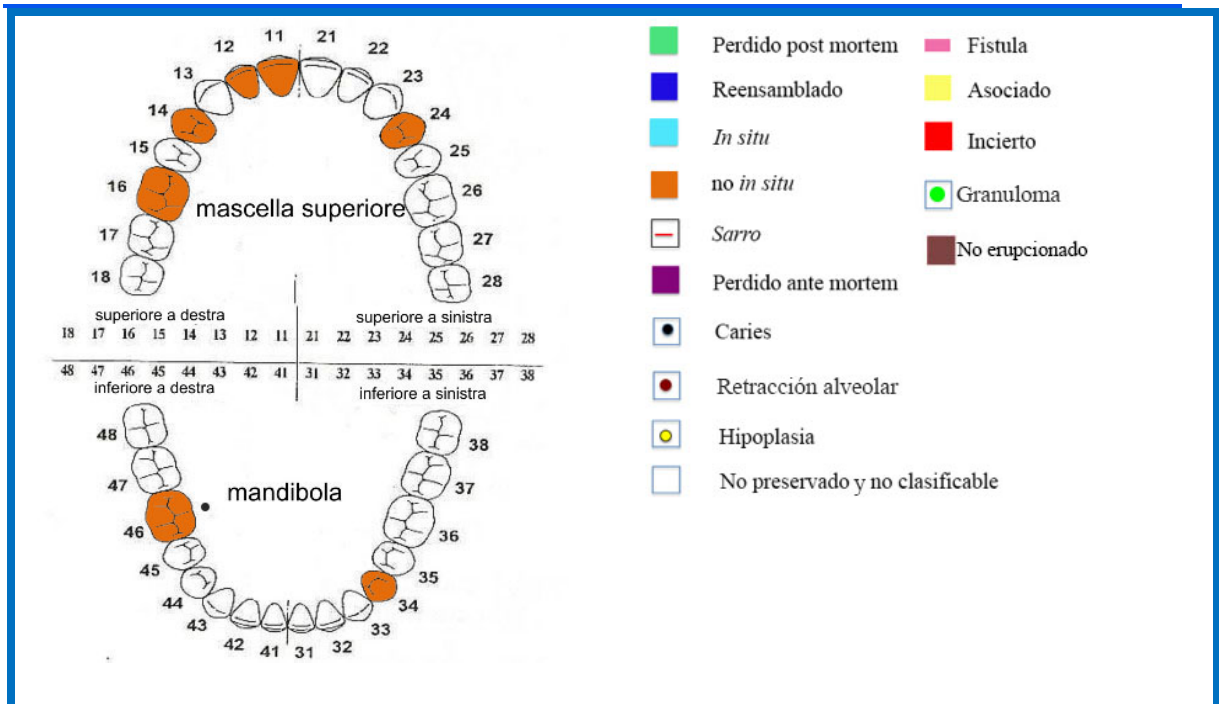 12 11 21 22
13 23
14 24
15 25
16 26
mascella superiore
17 27
18 28
superiore a destra superiore a sinistra
18 17 16 15 14 13 12 11 21 22 23 24 25 26 27 28
48 47 46 45 44 43 42 41 31 32 33 34 35 36 37 38
inferiore a destra inferiore a sinistra
48 38
47 37
mandibola
46 36
45 35
44 34
43 33
42 41 31 32
Perdido post mortem
Reensamblado
In situ
no in situ
Sarro
Perdido ante mortem
Caries
Retracción alveolar
Hipoplasia
No preservado y no clasificable
Fistula
Asociado
Incierto
Granuloma
No erupcionado